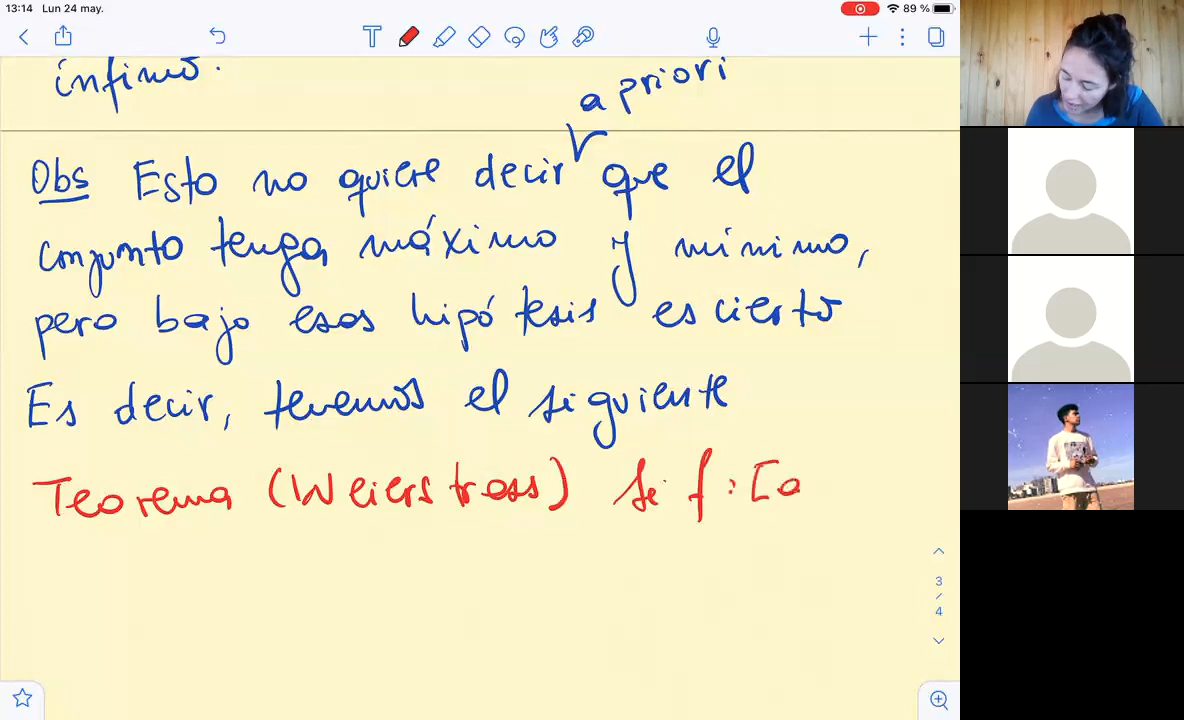 13:14 Lun 24 may. 89 %
ínfimo.
a priori
Obs Esto no quiere decir que el
conjunto tenga máximo y mínimo,
pero bajo esas hipótesis es cierto
Es decir, tenemos el siguiente
Teorema (Weierstrass) Si f : [a
3
/
4